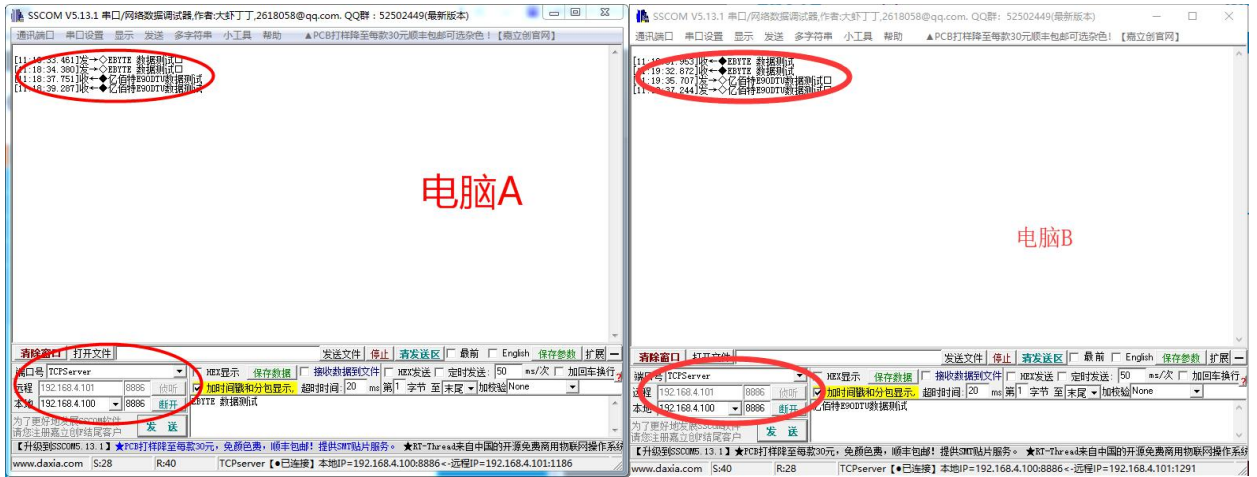 SSCOM V5.13.1 串口/网络数据调试器,作者:大虾丁丁,2618058@qq.com. QQ群：52502449(最新版本)
通讯端口 串口设置 显示 发送 多字符串 小工具 帮助 ▲PCB打样降至每款30元顺丰包邮可选杂色！【嘉立创官网】
[11:18:33.461]发→◇EBYTE 数据测试□
[11:18:34.380]发→◇EBYTE 数据测试□
[11:18:37.751]收←◆亿佰特E90DTU数据测试
[11:18:39.287]收←◆亿佰特E90DTU数据测试
电脑A
清除窗口 打开文件 发送文件 停止 清发送区 最前 English 保存参数 扩展 —
端口号 TCPServer HEX显示 保存数据 接收数据到文件 HEX发送 定时发送: 50 ms/次 加回车换行
远程 192.168.4.101 8886 侦听 加时间戳和分包显示, 超时时间: 20 ms 第1 字节 至 末尾 加校验 None
本地 192.168.4.100 8886 断开 EBYTE 数据测试
为了更好地发展SSCOM软件
请您注册嘉立创F结尾客户
发 送
【升级到SSCOM5.13.1】★PCB打样降至每款30元，免颜色费，顺丰包邮！提供SMT贴片服务。 ★RT-Thread来自中国的开源免费商用物联网操作系统
www.daxia.com S:28 R:40 TCPserver【●已连接】本地IP=192.168.4.100:8886<-远程IP=192.168.4.101:1186
SSCOM V5.13.1 串口/网络数据调试器,作者:大虾丁丁,2618058@qq.com. QQ群: 52502449(最新版本)
通讯端口 串口设置 显示 发送 多字符串 小工具 帮助 ▲PCB打样降至每款30元顺丰包邮可选杂色!【嘉立创官网】
953]收←◆EBYTE 数据测试
[11:19:32.872]收←◆EBYTE 数据测试
[11:19:35.707]发→◇亿佰特E90DTU数据测试□
[11:19:37.244]发→◇亿佰特E90DTU数据测试□
电脑B
清除窗口 打开文件 发送文件 停止 清发送区 最前 English 保存参数 扩展 —
端口号 TCPServer HEX显示 保存数据 接收数据到文件 HEX发送 定时发送: 50 ms/次 加回车换行
远程 192.168.4.101 8886 侦听 加时间戳和分包显示, 超时时间: 20 ms 第1 字节 至 末尾 加校验 None
本地 192.168.4.100 8886 断开 亿佰特E90DTU数据测试
为了更好地发展SSCOM软件
请您注册嘉立创F结尾客户
发 送
【升级到SSCOM5.13.1】★PCB打样降至每款30元，免颜色费，顺丰包邮！提供SMT贴片服务。 ★RT-Thread来自中国的开源免费商用物联网操作系
www.daxia.com S:40 R:28 TCPserver【●已连接】本地IP=192.168.4.100:8886<-远程IP=192.168.4.101:1291